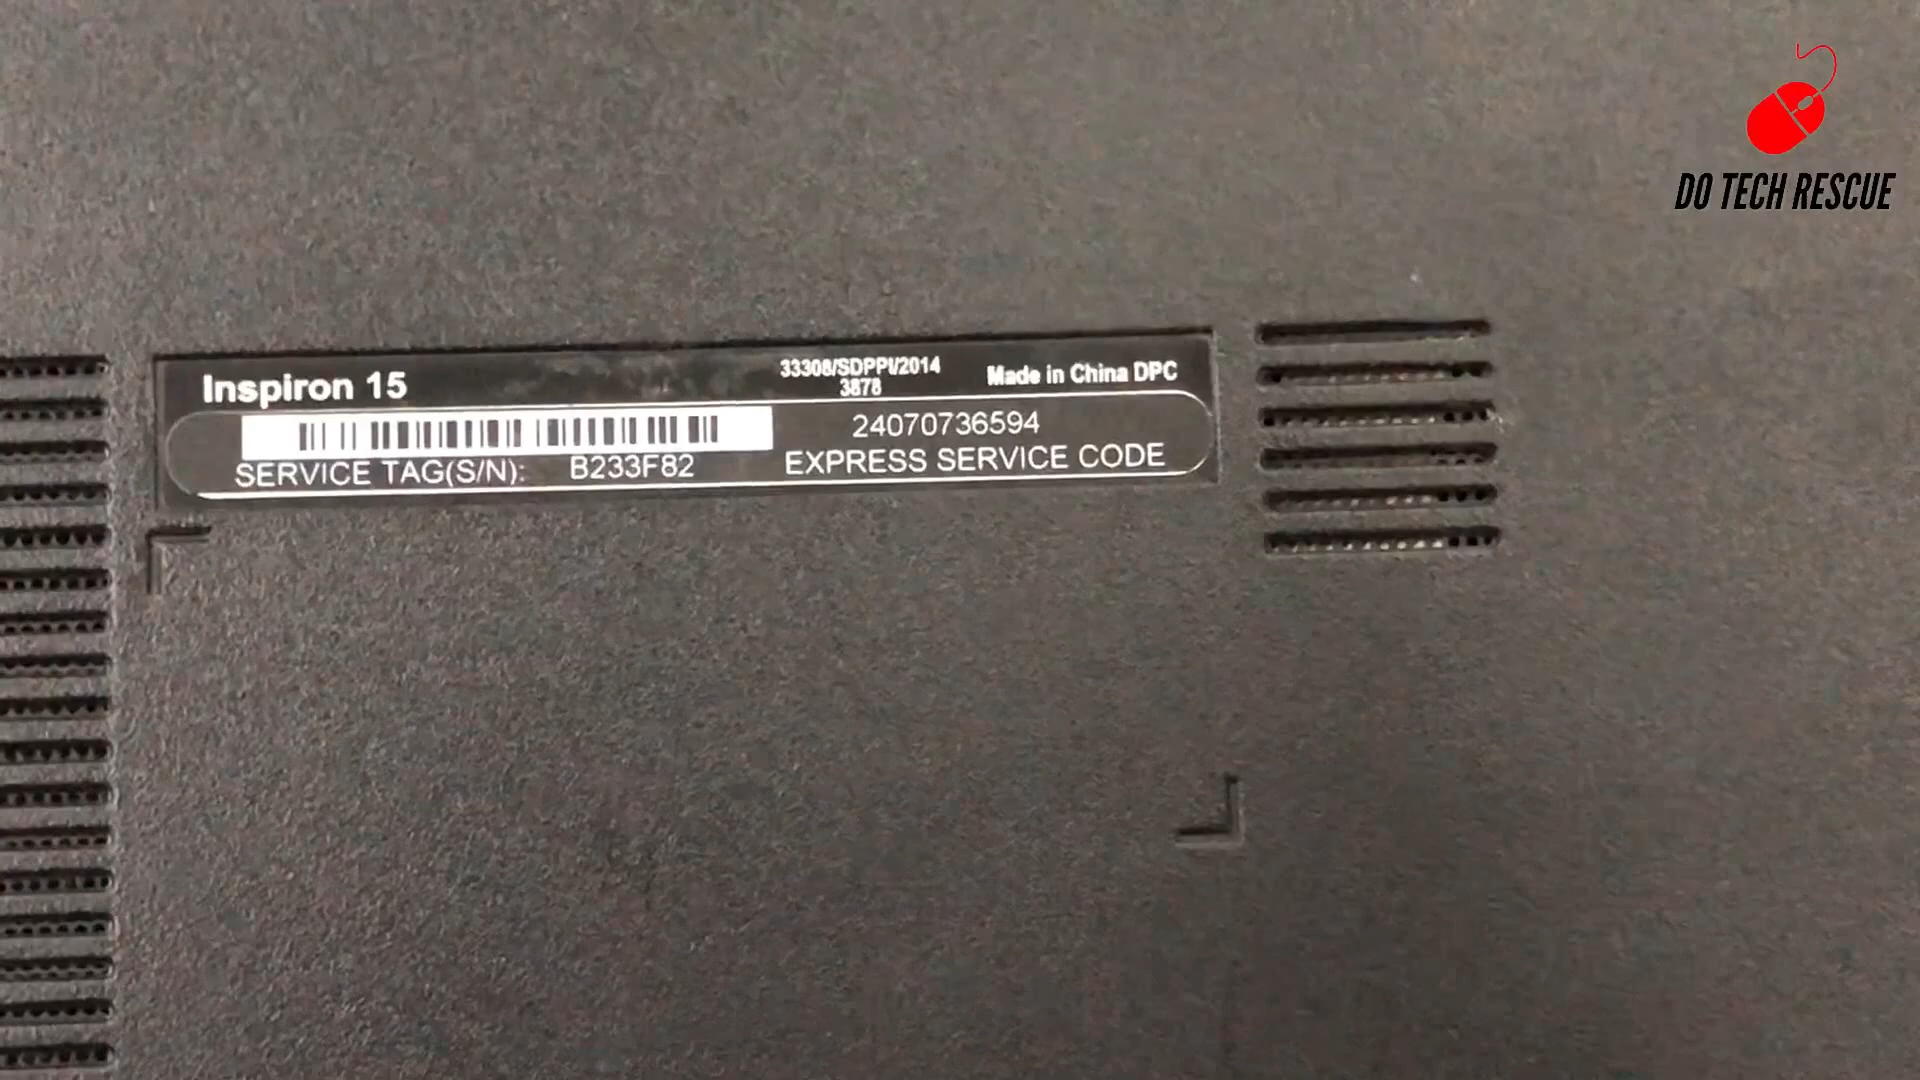 DO TECH RESCUE
Inspiron 15
33308/SDPPI/2014
3878
Made in China DPC
24070736594
SERVICE TAG(S/N): B233F82
EXPRESS SERVICE CODE